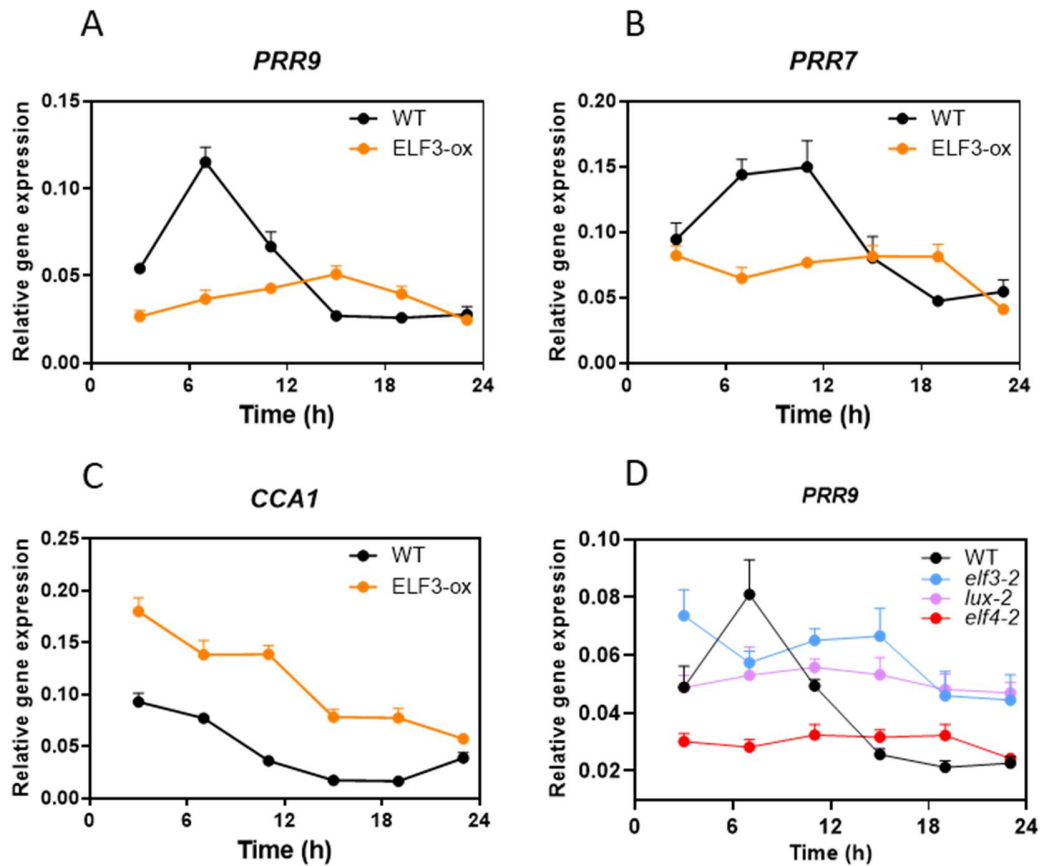 A
PRR9
Relative gene expression
0.15
0.10
0.05
0.00
0
6
12
18
24
Time (h)
WT
ELF3-ox
B
PRR7
Relative gene expression
0.20
0.15
0.10
0.05
0.00
0
6
12
18
24
Time (h)
WT
ELF3-ox
C
CCA1
Relative gene expression
0.25
0.20
0.15
0.10
0.05
0.00
0
6
12
18
24
Time (h)
WT
ELF3-ox
D
PRR9
Relative gene expression
0.10
0.08
0.06
0.04
0.02
0
6
12
18
24
Time (h)
WT
elf3-2
lux-2
elf4-2